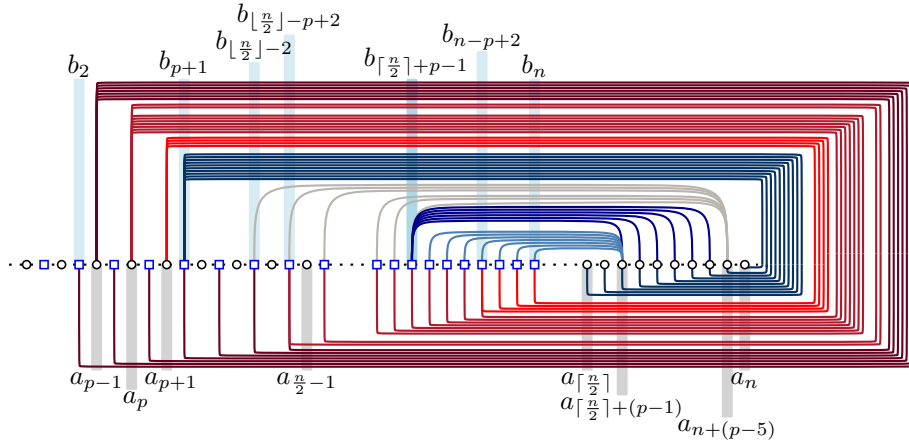 b_{⌊n/2⌋-p+2}
b_{⌊n/2⌋-2}
b_{n-p+2}
b_2
b_{p+1}
b_{⌈n/2⌉+p-1}
b_n
a_{p-1}
a_p
a_{p+1}
a_{n/2-1}
a_{⌈n/2⌉}
a_n
a_{⌈n/2⌉+(p-1)}
a_{n+(p-5)}